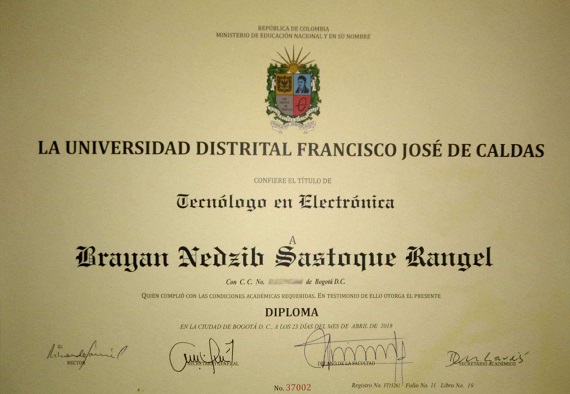 REPÚBLICA DE COLOMBIA
MINISTERIO DE EDUCACIÓN NACIONAL Y EN SU NOMBRE
LA UNIVERSIDAD DISTRITAL FRANCISCO JOSÉ DE CALDAS
CONFIERE EL TÍTULO DE
Tecnólogo en Electrónica
A
Brayan Nedzib Sastoque Rangel
Con C. C. No. de Bogotá D.C.
QUIEN CUMPLIÓ CON LAS CONDICIONES ACADÉMICAS REQUERIDAS. EN TESTIMONIO DE ELLO OTORGA EL PRESENTE
DIPLOMA
EN LA CIUDAD DE BOGOTÁ D. C., A LOS 23 DÍAS DEL MES DE ABRIL DE 2018
RECTOR
SECRETARIO GENERAL
DECANO DE LA FACULTAD
SECRETARIO ACADÉMICO
No. 37002
Registro No. Folio No. Libro No.